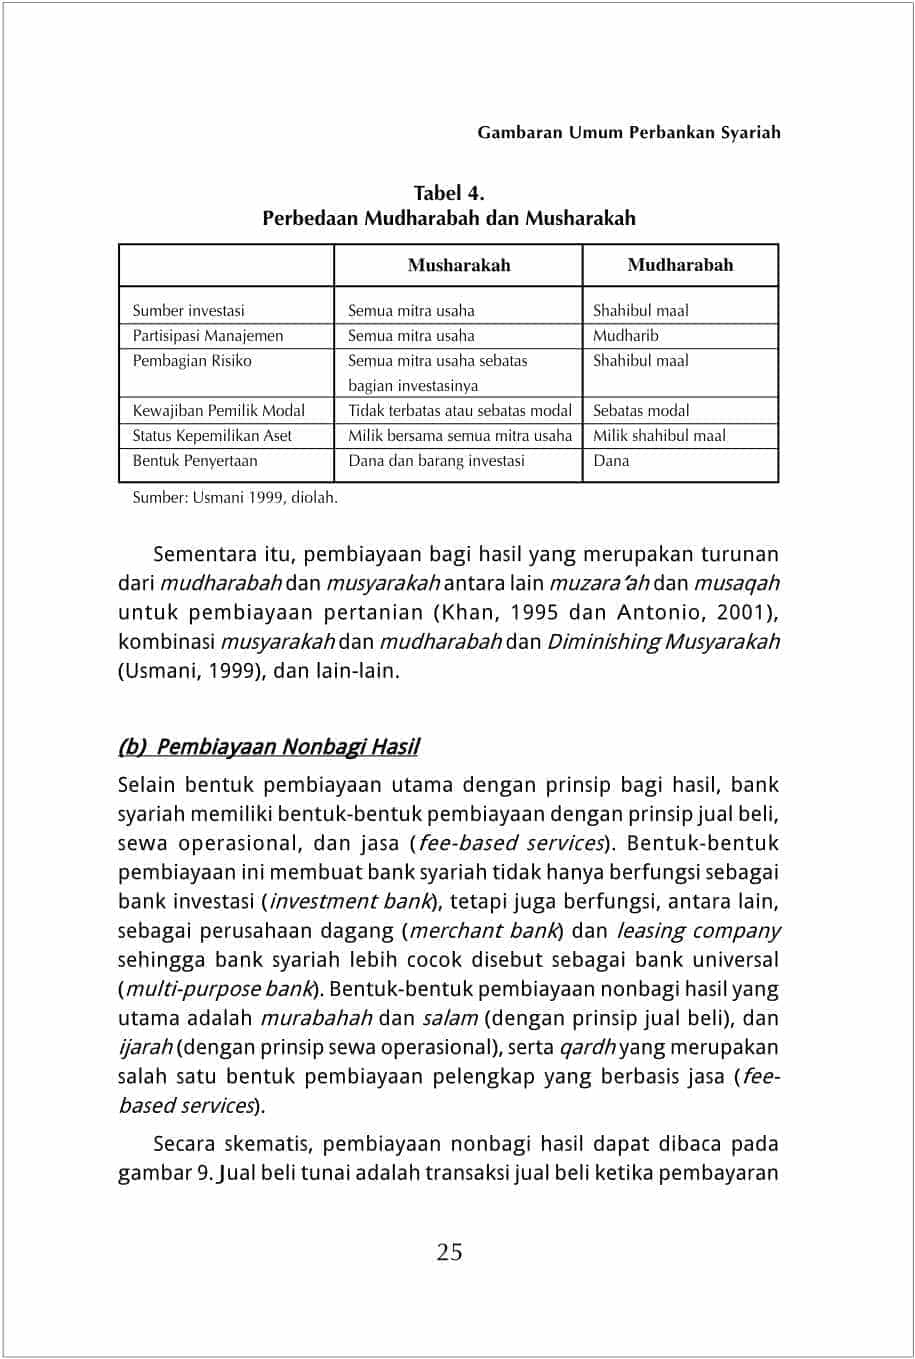 Gambaran Umum Perbankan Syariah
Tabel 4.
Perbedaan Mudharabah dan Musharakah
Musharakah Mudharabah
Sumber investasi Semua mitra usaha Shahibul maal
Partisipasi Manajemen Semua mitra usaha Mudharib
Pembagian Risiko Semua mitra usaha sebatas Shahibul maal
bagian investasinya
Kewajiban Pemilik Modal Tidak terbatas atau sebatas modal Sebatas modal
Status Kepemilikan Aset Milik bersama semua mitra usaha Milik shahibul maal
Bentuk Penyertaan Dana dan barang investasi Dana
Sumber: Usmani 1999, diolah.
Sementara itu, pembiayaan bagi hasil yang merupakan turunan
dari mudharabah dan musyarakah antara lain muzara’ah dan musaqah
untuk pembiayaan pertanian (Khan, 1995 dan Antonio, 2001),
kombinasi musyarakah dan mudharabah dan Diminishing Musyarakah
(Usmani, 1999), dan lain-lain.
(b) Pembiayaan Nonbagi Hasil
Selain bentuk pembiayaan utama dengan prinsip bagi hasil, bank
syariah memiliki bentuk-bentuk pembiayaan dengan prinsip jual beli,
sewa operasional, dan jasa (fee-based services). Bentuk-bentuk
pembiayaan ini membuat bank syariah tidak hanya berfungsi sebagai
bank investasi (investment bank), tetapi juga berfungsi, antara lain,
sebagai perusahaan dagang (merchant bank) dan leasing company
sehingga bank syariah lebih cocok disebut sebagai bank universal
(multi-purpose bank). Bentuk-bentuk pembiayaan nonbagi hasil yang
utama adalah murabahah dan salam (dengan prinsip jual beli), dan
ijarah (dengan prinsip sewa operasional), serta qardh yang merupakan
salah satu bentuk pembiayaan pelengkap yang berbasis jasa (fee-
based services).
Secara skematis, pembiayaan nonbagi hasil dapat dibaca pada
gambar 9. Jual beli tunai adalah transaksi jual beli ketika pembayaran
25